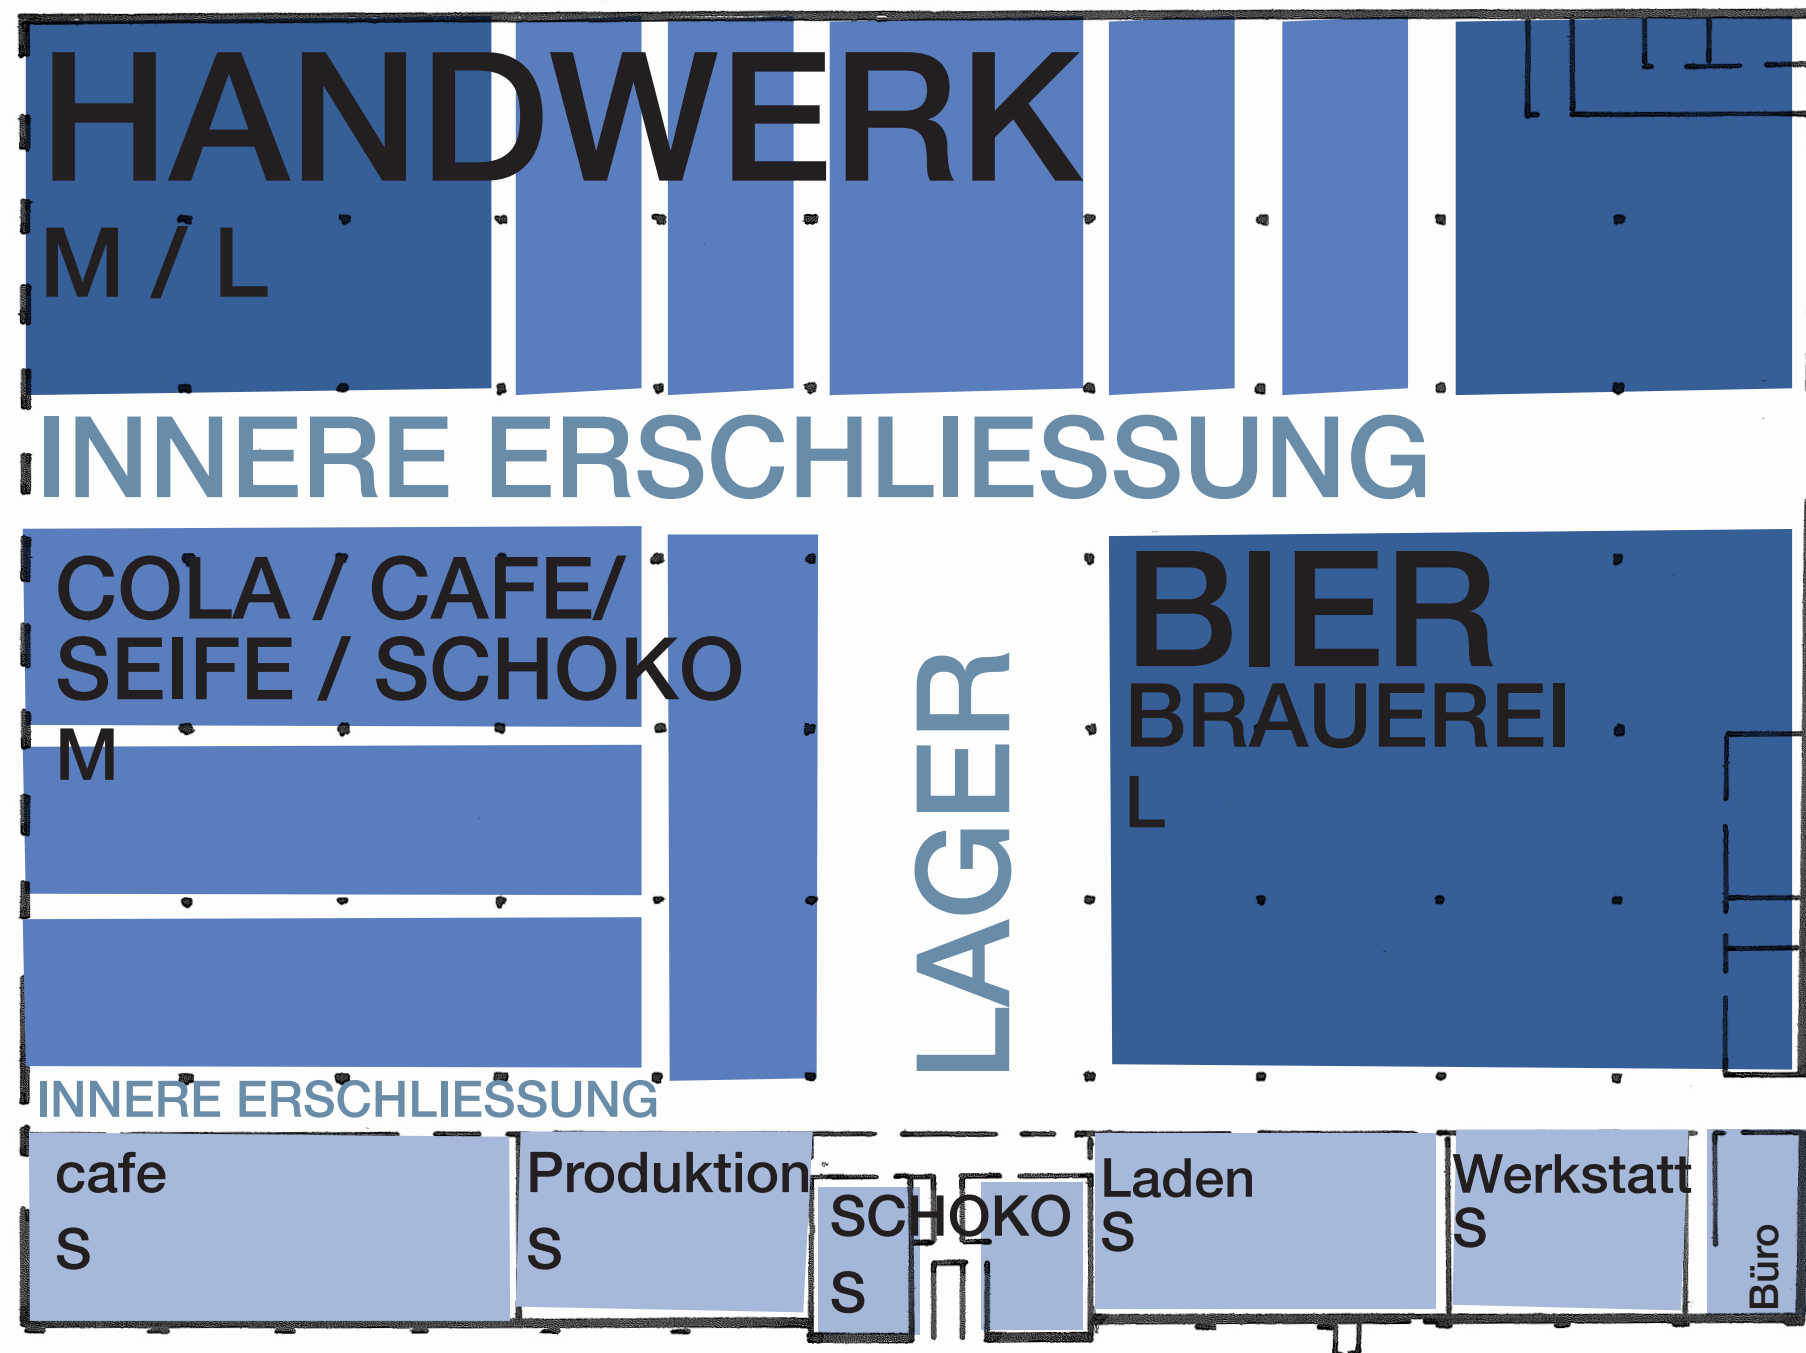 HANDWERK
M / L
INNERE ERSCHLIESSUNG
COLA / CAFE/
SEIFE / SCHOKO
M
LAGER
BIER
BRAUEREI
L
INNERE ERSCHLIESSUNG
cafe
S
Produktion
S
SCHOKO
S
Laden
S
Werkstatt
S
Büro